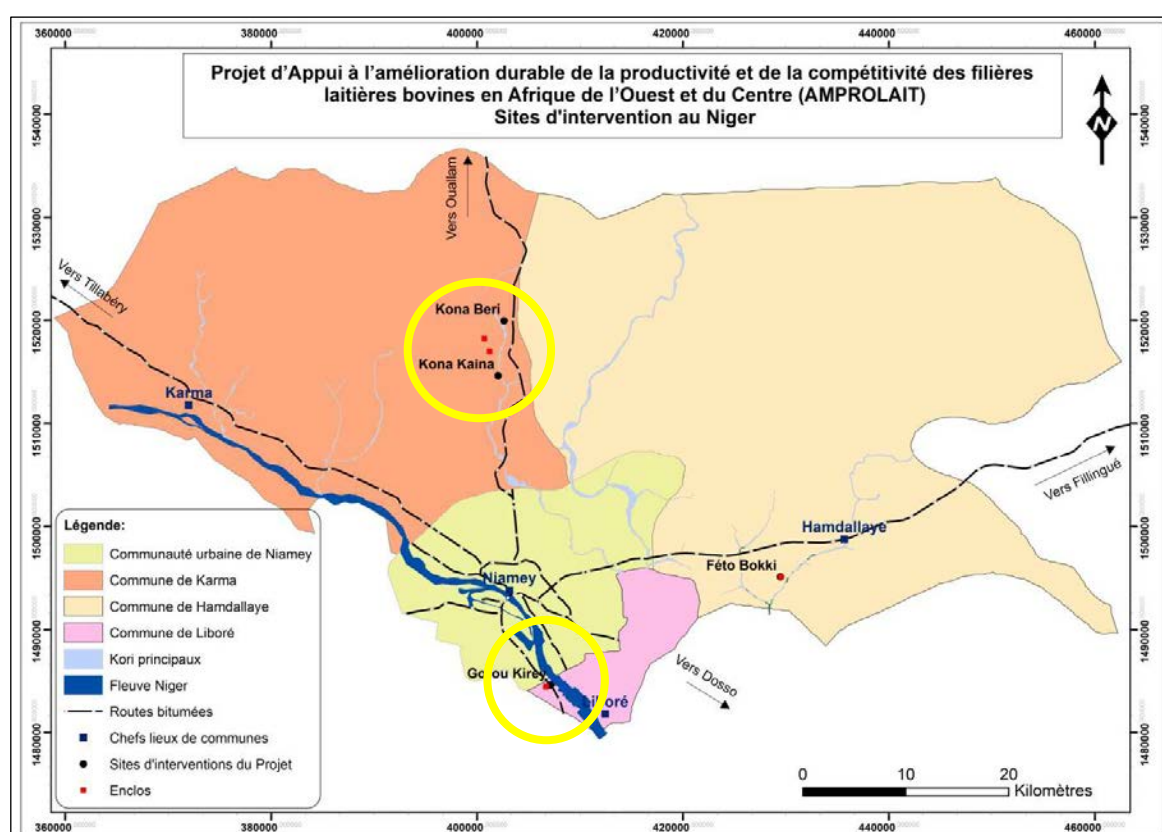 360000 380000 400000 420000 440000 460000
Projet d'Appui à l'amélioration durable de la productivité et de la compétitivité des filières
laitières bovines en Afrique de l'Ouest et du Centre (AMPROLAIT)
Sites d'intervention au Niger
N
1540000 1540000
1530000 1530000
1520000 1520000
1510000 1510000
1500000 1500000
1490000 1490000
1480000 1480000
Vers Ouallam
Vers Tillabéry
Kona Beri
Kona Kaina
Karma
Vers Fillingué
Hamdallaye
Féto Bokki
Niamey
Gorou Kirey
Liboré
Vers Dosso
Légende:
Communauté urbaine de Niamey
Commune de Karma
Commune de Hamdallaye
Commune de Liboré
Kori principaux
Fleuve Niger
Routes bitumées
Chefs lieux de communes
Sites d'interventions du Projet
Enclos
0 10 20
Kilomètres
360000 380000 400000 420000 440000 460000